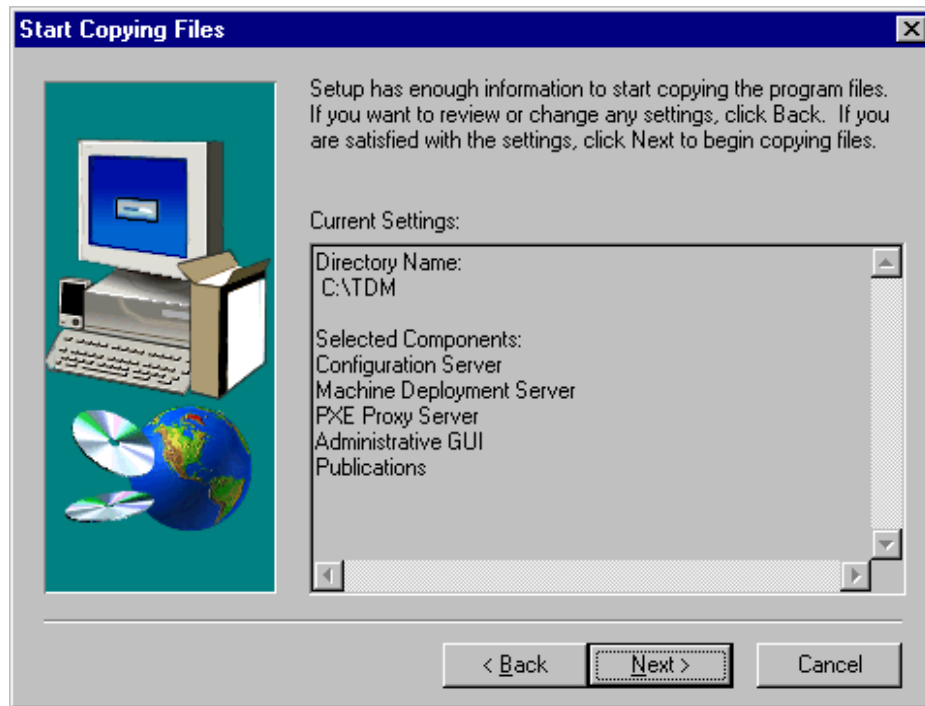 Start Copying Files
Setup has enough information to start copying the program files.
If you want to review or change any settings, click Back.  If you
are satisfied with the settings, click Next to begin copying files.
Current Settings:
Directory Name:
C:\TDM
Selected Components:
Configuration Server
Machine Deployment Server
PXE Proxy Server
Administrative GUI
Publications
< Back
Next >
Cancel